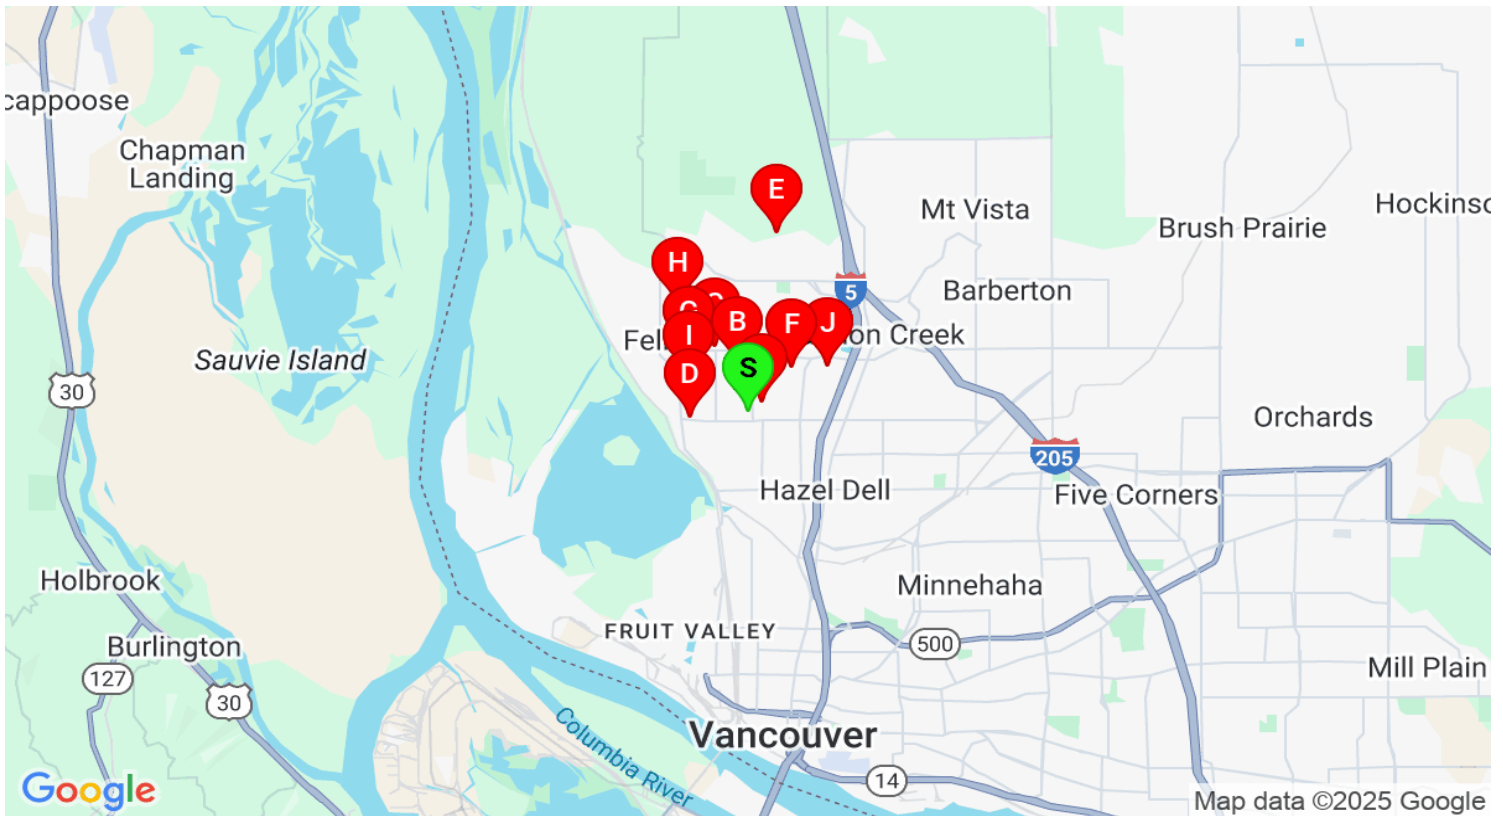 cappoose
Chapman
Landing
E
Mt Vista
Hockinso
Brush Prairie
H
5
Barberton
G
B
F
J
Fel
I
on Creek
Sauvie Island
S
D
30
Orchards
205
Hazel Dell
Five Corners
Holbrook
Minnehaha
FRUIT VALLEY
500
Burlington
127
Mill Plain
30
Columbia River
Vancouver
14
Google
Map data ©2025 Google